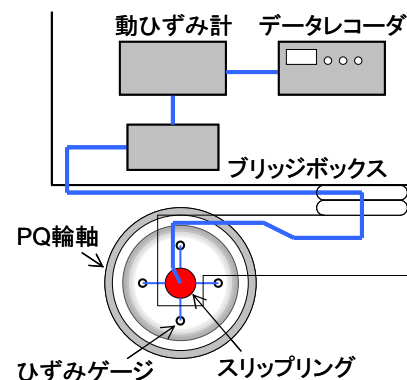 動ひずみ計
データレコーダ
ブリッジボックス
PQ輪軸
ひずみゲージ
スリップリング